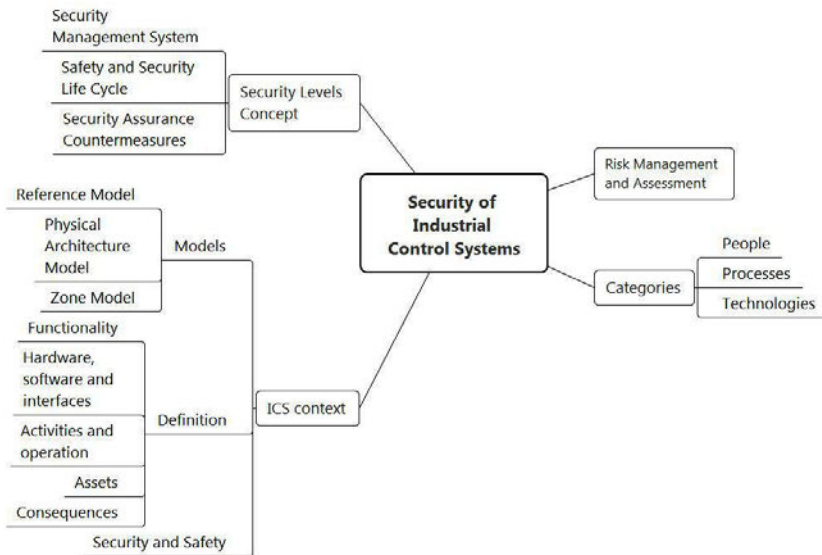 Security
Management System
Safety and Security
Life Cycle
Security Assurance
Countermeasures
Security Levels
Concept
Reference Model
Physical
Architecture
Model
Zone Model
Models
Functionality
Hardware,
software and
interfaces
Activities and
operation
Assets
Consequences
Definition
Security and Safety
ICS context
Security of
Industrial
Control Systems
Risk Management
and Assessment
Categories
People
Processes
Technologies